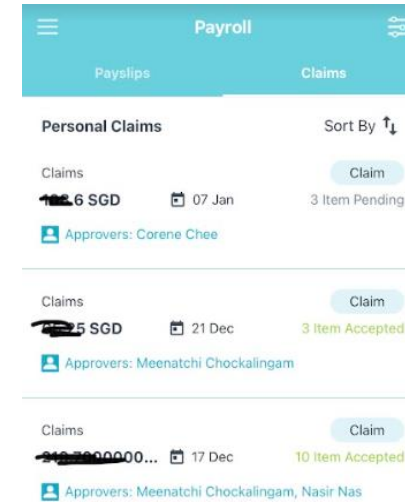 Payroll
Payslips Claims
Personal Claims Sort By
Claims Claim
SGD 07 Jan 3 Item Pending
Approvers: Corene Chee
Claims Claim
SGD 21 Dec 3 Item Accepted
Approvers: Meenatchi Chockalingam
Claims Claim
17 Dec 10 Item Accepted
Approvers: Meenatchi Chockalingam, Nasir Nas